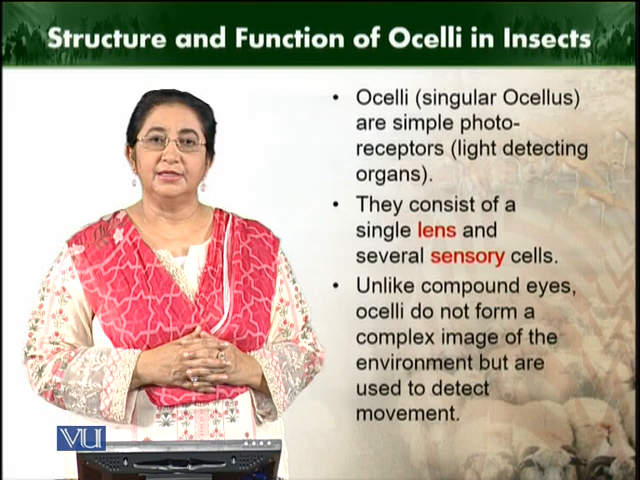 Structure and Function of Ocelli in Insects
• Ocelli (singular Ocellus)
are simple photo-
receptors (light detecting
organs).
• They consist of a
single lens and
several sensory cells.
• Unlike compound eyes,
ocelli do not form a
complex image of the
environment but are
used to detect
movement.
VU